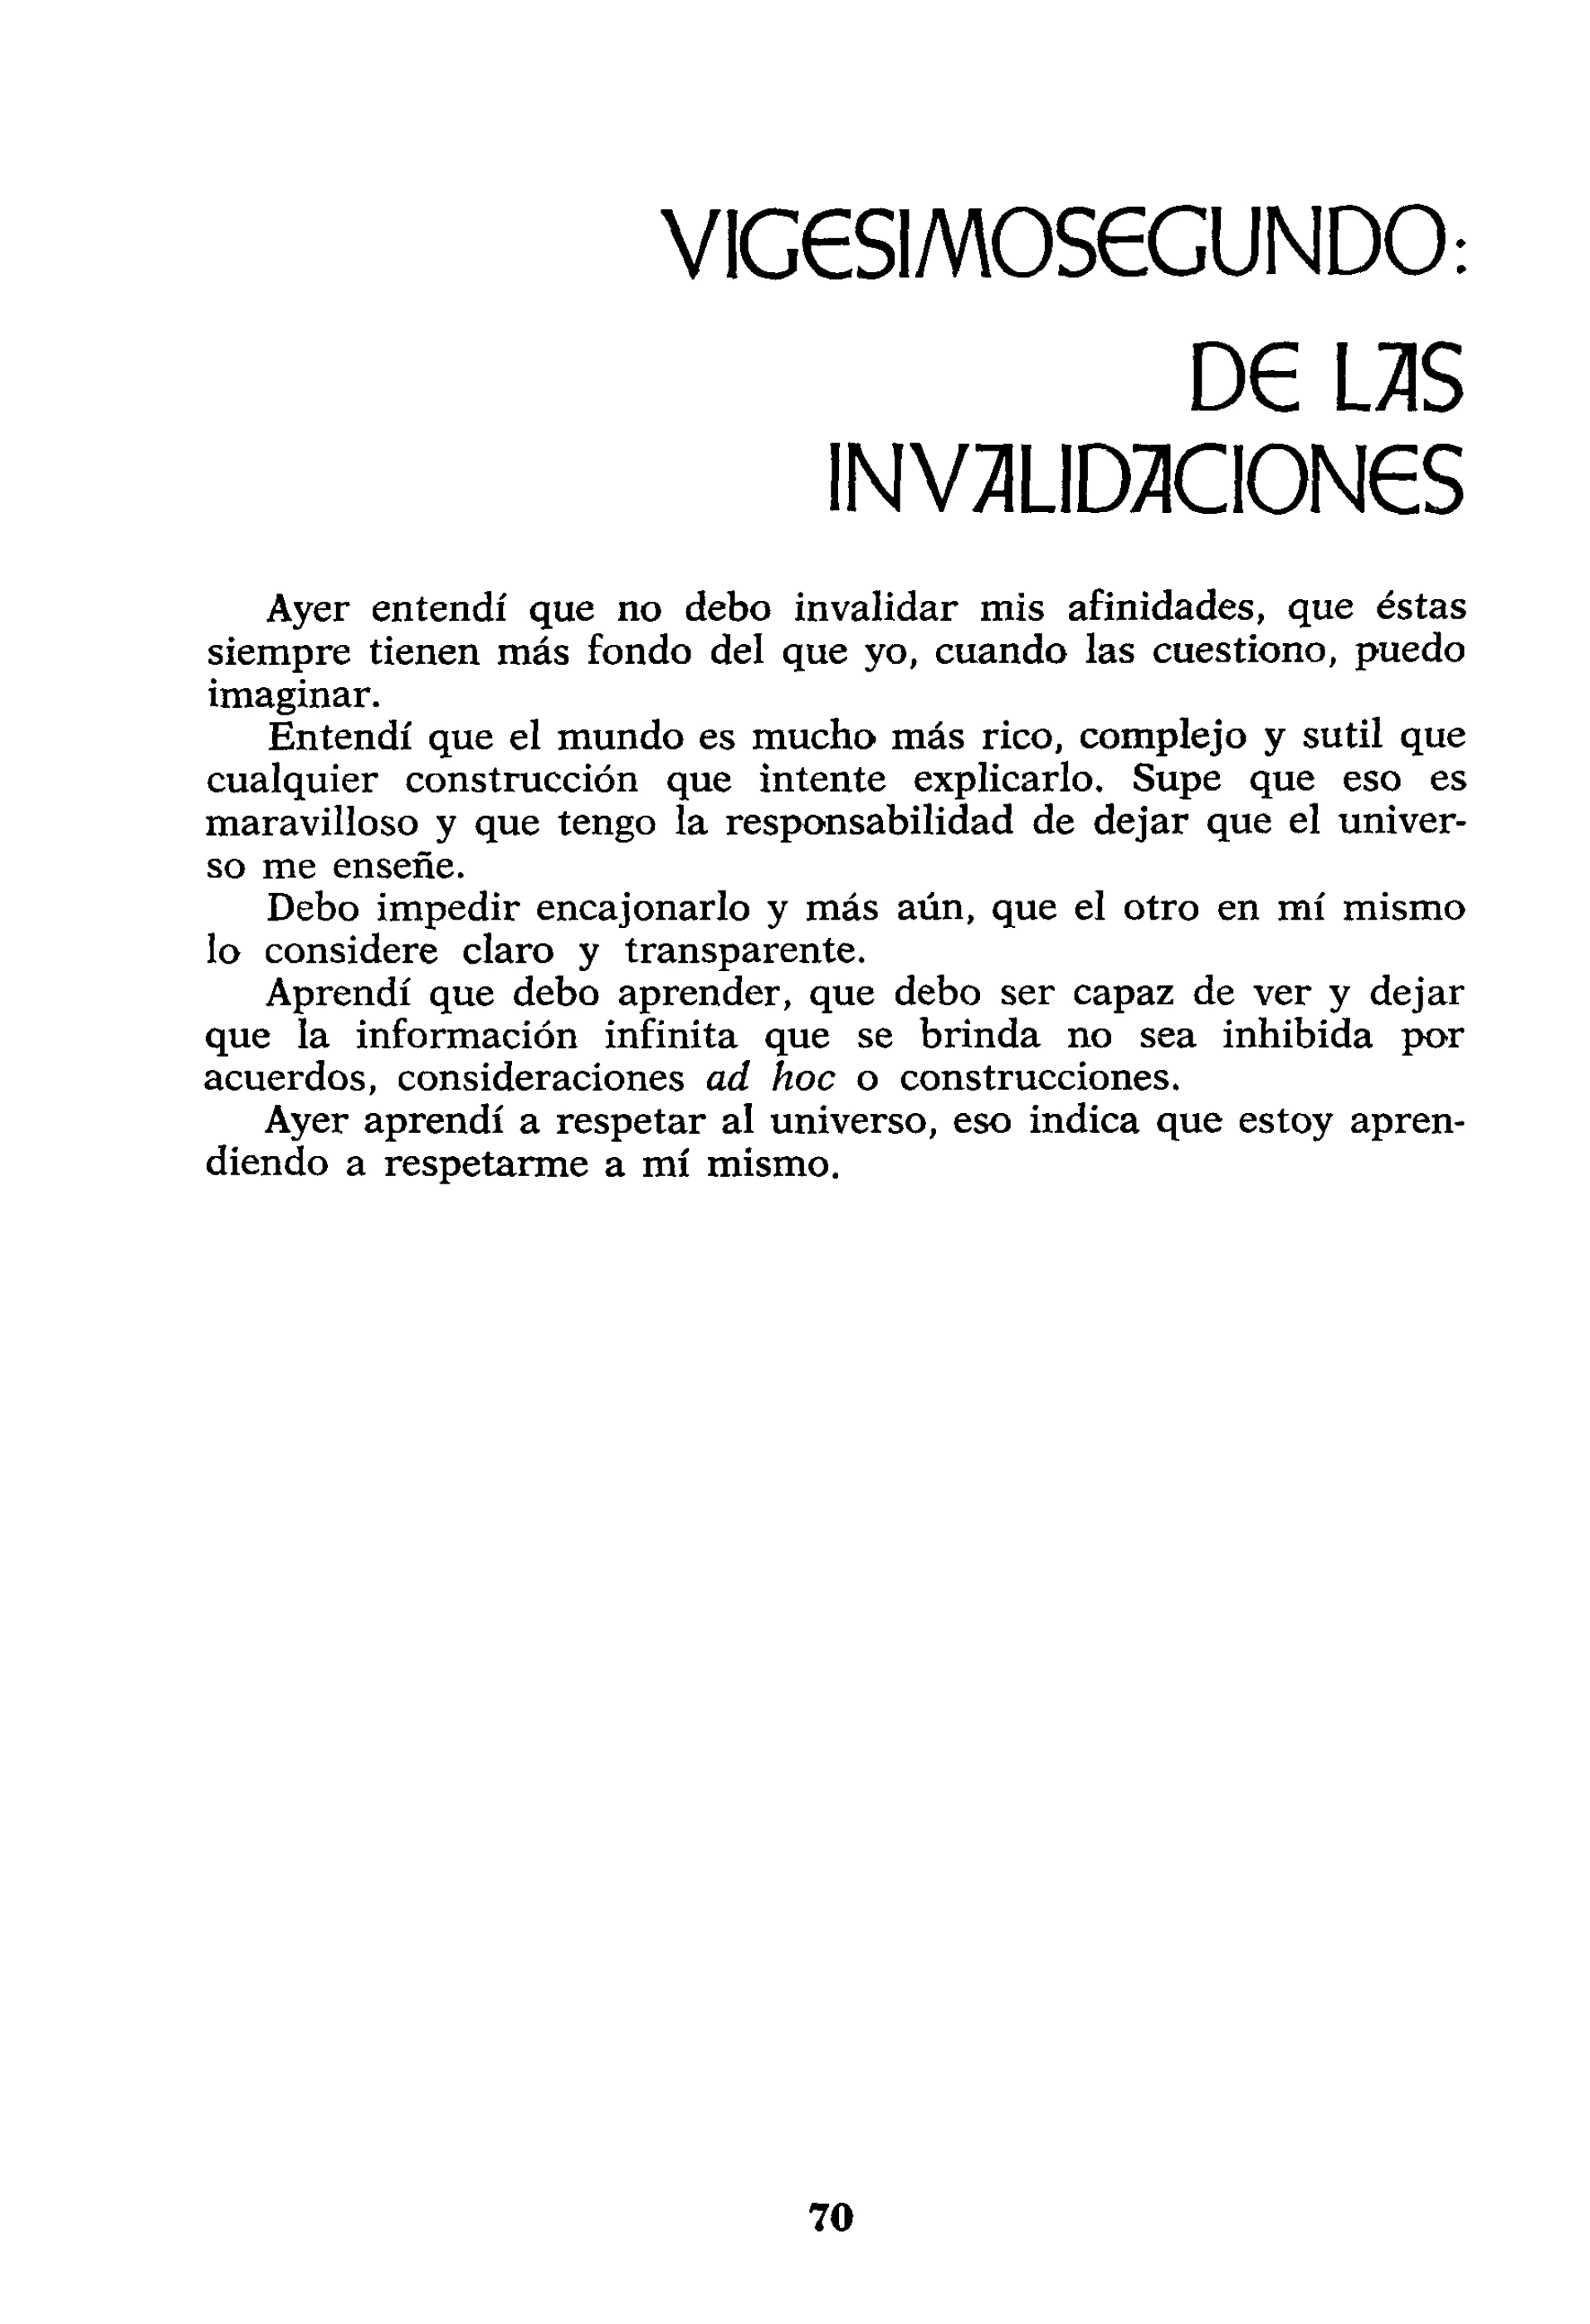 VIGESIMOSEGUNDO:
DE LAS
INVALIDACIONES
Ayer entendí que no debo invalidar mis afinidades, que éstas
siempre tienen más fondo del que yo, cuando las cuestiono, puedo
imaginar.
Entendí que el mundo es mucho más rico, complejo y sutil que
cualquier construcción que intente explicarlo. Supe que eso es
maravilloso y que tengo la responsabilidad de dejar que el univer-
so me enseñe.
Debo impedir encajonarlo y más aún, que el otro en mí mismo
lo considere claro y transparente.
Aprendí que debo aprender, que debo ser capaz de ver y dejar
que la información infinita que se brinda no sea inhibida por
acuerdos, consideraciones ad hoc o construcciones.
Ayer aprendí a respetar al universo, eso indica que estoy apren-
diendo a respetarme a mí mismo.
70